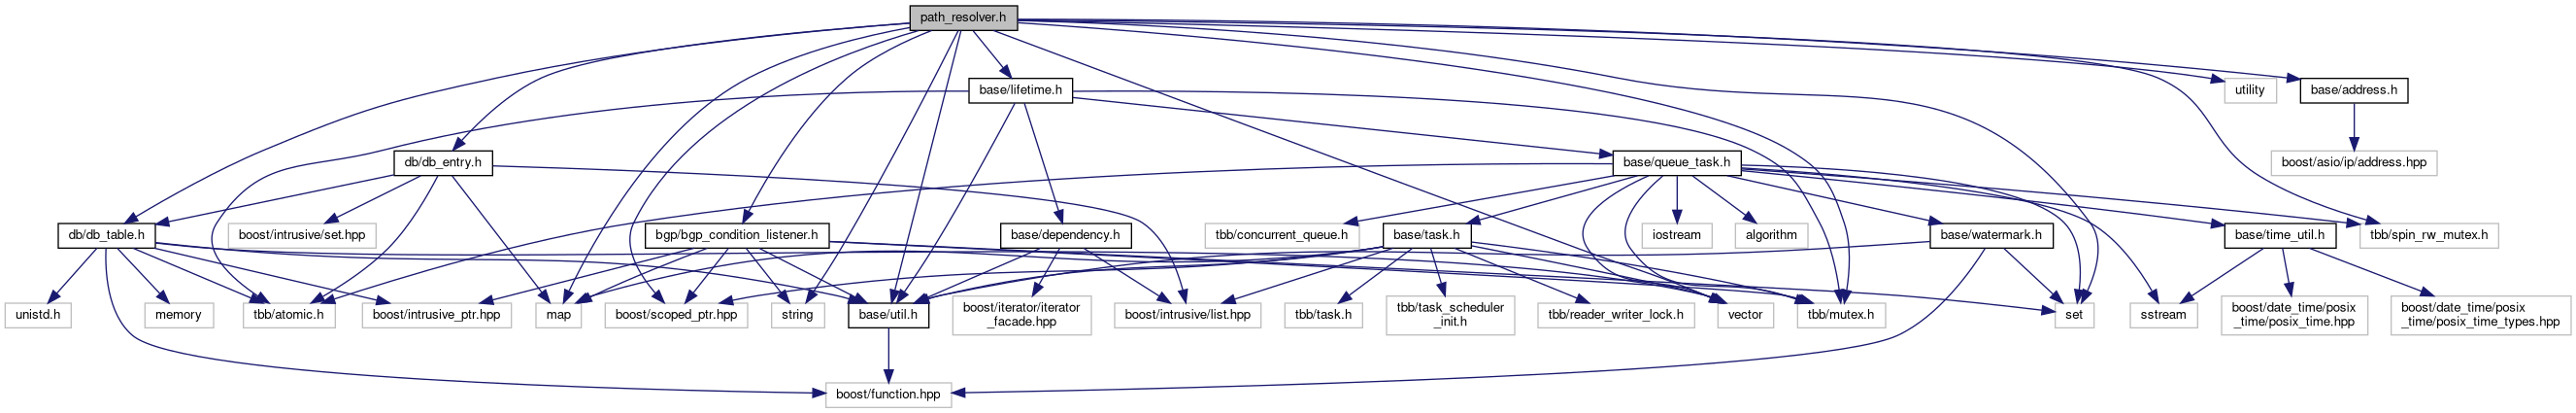 path_resolver.h
base/lifetime.h
utility
base/address.h
db/db_entry.h
base/queue_task.h
boost/asio/ip/address.hpp
db/db_table.h
boost/intrusive/set.hpp
bgp/bgp_condition_listener.h
base/dependency.h
tbb/concurrent_queue.h
base/task.h
iostream
algorithm
base/watermark.h
base/time_util.h
tbb/spin_rw_mutex.h
unistd.h
memory
tbb/atomic.h
boost/intrusive_ptr.hpp
map
boost/scoped_ptr.hpp
string
base/util.h
boost/iterator/iterator
_facade.hpp
boost/intrusive/list.hpp
tbb/task.h
tbb/task_scheduler
_init.h
tbb/reader_writer_lock.h
vector
tbb/mutex.h
set
sstream
boost/date_time/posix
_time/posix_time.hpp
boost/date_time/posix
_time/posix_time_types.hpp
boost/function.hpp